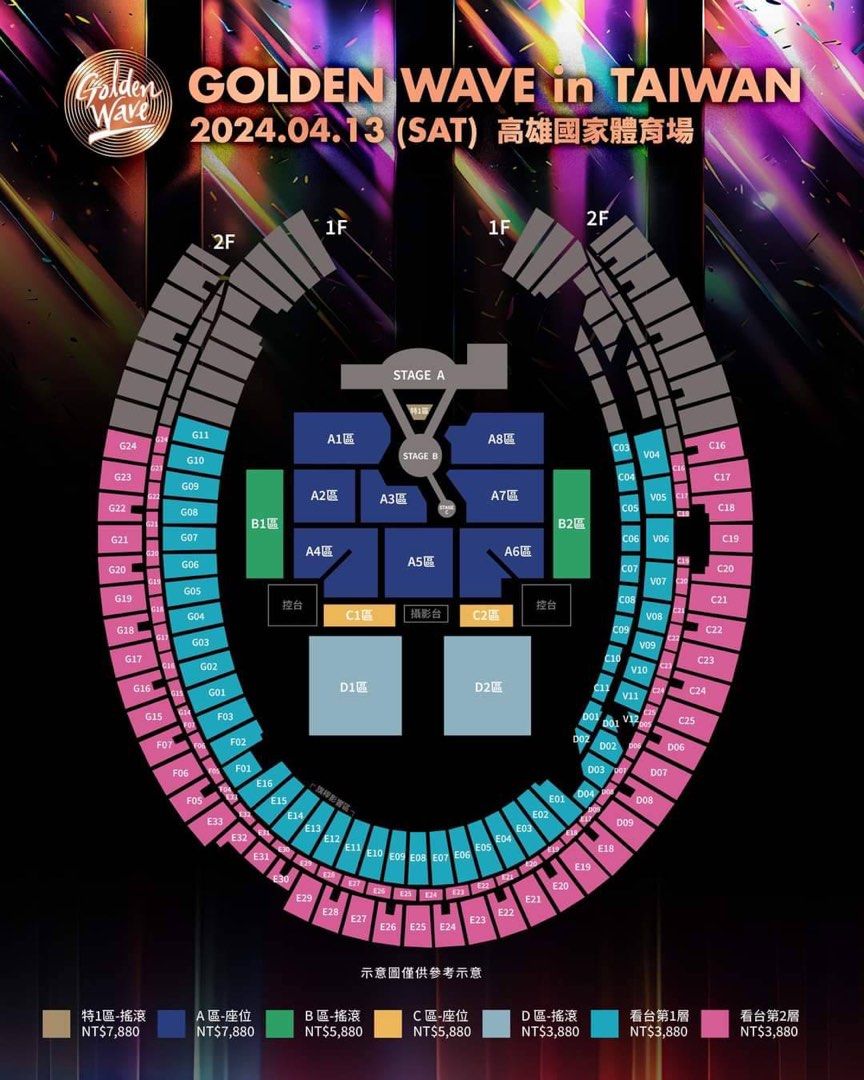 Golden
Wave
GOLDEN WAVE in TAIWAN
2024.04.13 (SAT) 高雄國家體育場
2F
1F
1F
2F
STAGE A
特1區
STAGE B
STAGE C
A1區
A8區
A2區
A3區
A7區
A4區
A5區
A6區
B1區
B2區
控台
C1區
攝影台
C2區
控台
D1區
D2區
G11
G10
G09
G08
G07
G06
G05
G04
G03
G02
G01
F03
F02
F01
E16
E15
E14
E13
E12
E11
E10
E09
E08
E07
E06
E05
E04
E03
E02
E01
C03
C04
C05
C06
C07
C08
C09
C10
C11
D01
D02
V04
V05
V06
V07
V08
V09
V10
V11
V12
D01
D02
D03
D04
G24
G23
G22
G21
G20
G19
G18
G17
G16
G15
F07
F06
F05
E33
E32
E31
E30
E29
E28
E27
E26
E25
E24
E23
E22
E21
E20
E19
E18
D09
D08
D07
D06
C25
C24
C23
C22
C21
C20
C19
C18
C17
C16
示意圖僅供參考示意
特1區-搖滾
NT$7,880
A 區-座位
NT$7,880
B 區-搖滾
NT$5,880
C 區-座位
NT$5,880
D 區-搖滾
NT$3,880
看台第1層
NT$3,880
看台第2層
NT$3,880